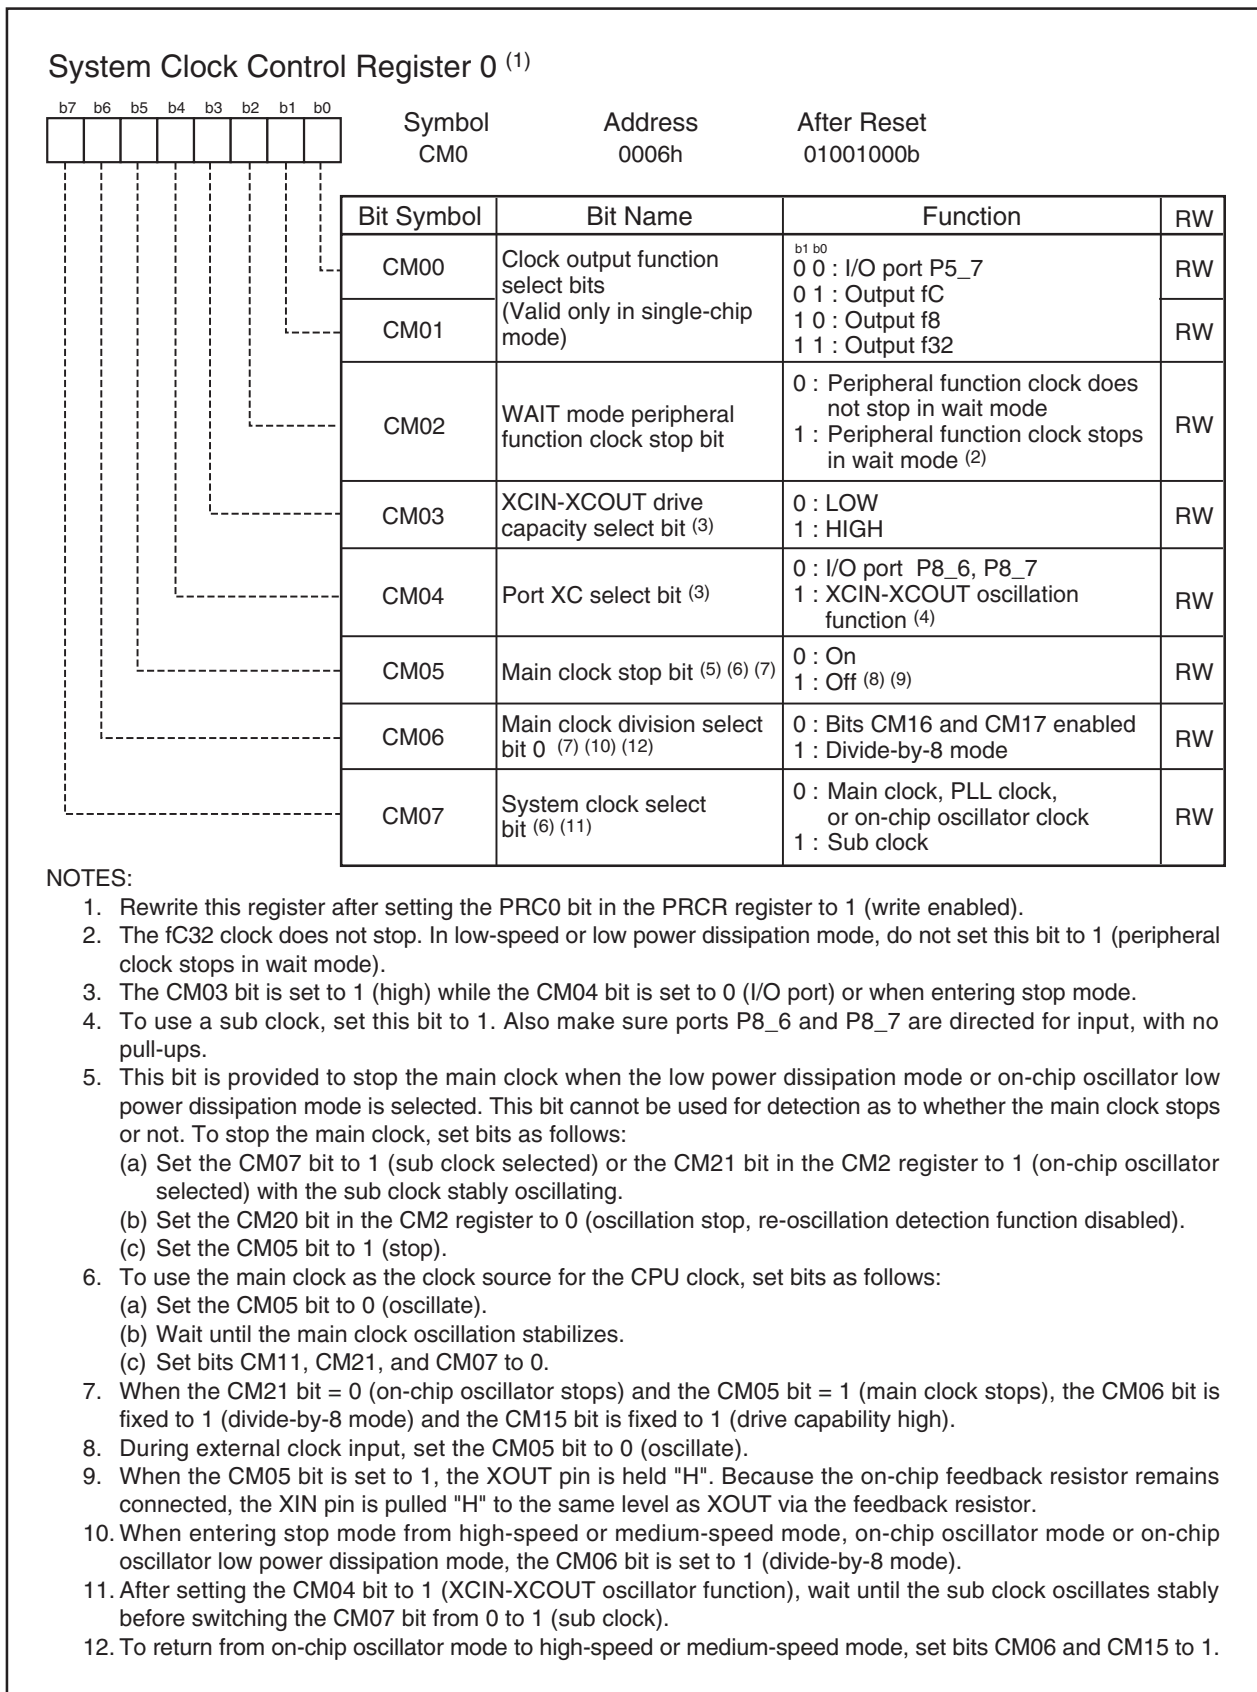 System Clock Control Register 0 (1)
b7 b6 b5 b4 b3 b2 b1 b0
Symbol Address After Reset
CM0 0006h 01001000b
Bit Symbol Bit Name Function RW
CM00 Clock output function
select bits
(Valid only in single-chip
mode)
b1 b0
0 0 : I/O port P5_7
0 1 : Output fC
1 0 : Output f8
1 1 : Output f32
RW
CM01
RW
CM02 WAIT mode peripheral
function clock stop bit
0 : Peripheral function clock does
not stop in wait mode
1 : Peripheral function clock stops
in wait mode (2)
RW
CM03 XCIN-XCOUT drive
capacity select bit (3)
0 : LOW
1 : HIGH
RW
CM04 Port XC select bit (3)
0 : I/O port P8_6, P8_7
1 : XCIN-XCOUT oscillation
function (4)
RW
CM05 Main clock stop bit (5) (6) (7)
0 : On
1 : Off (8) (9)
RW
CM06 Main clock division select
bit 0 (7) (10) (12)
0 : Bits CM16 and CM17 enabled
1 : Divide-by-8 mode
RW
CM07 System clock select
bit (6) (11)
0 : Main clock, PLL clock,
or on-chip oscillator clock
1 : Sub clock
RW
NOTES:
1. Rewrite this register after setting the PRC0 bit in the PRCR register to 1 (write enabled).
2. The fC32 clock does not stop. In low-speed or low power dissipation mode, do not set this bit to 1 (peripheral
clock stops in wait mode).
3. The CM03 bit is set to 1 (high) while the CM04 bit is set to 0 (I/O port) or when entering stop mode.
4. To use a sub clock, set this bit to 1. Also make sure ports P8_6 and P8_7 are directed for input, with no
pull-ups.
5. This bit is provided to stop the main clock when the low power dissipation mode or on-chip oscillator low
power dissipation mode is selected. This bit cannot be used for detection as to whether the main clock stops
or not. To stop the main clock, set bits as follows:
(a) Set the CM07 bit to 1 (sub clock selected) or the CM21 bit in the CM2 register to 1 (on-chip oscillator
selected) with the sub clock stably oscillating.
(b) Set the CM20 bit in the CM2 register to 0 (oscillation stop, re-oscillation detection function disabled).
(c) Set the CM05 bit to 1 (stop).
6. To use the main clock as the clock source for the CPU clock, set bits as follows:
(a) Set the CM05 bit to 0 (oscillate).
(b) Wait until the main clock oscillation stabilizes.
(c) Set bits CM11, CM21, and CM07 to 0.
7. When the CM21 bit = 0 (on-chip oscillator stops) and the CM05 bit = 1 (main clock stops), the CM06 bit is
fixed to 1 (divide-by-8 mode) and the CM15 bit is fixed to 1 (drive capability high).
8. During external clock input, set the CM05 bit to 0 (oscillate).
9. When the CM05 bit is set to 1, the XOUT pin is held "H". Because the on-chip feedback resistor remains
connected, the XIN pin is pulled "H" to the same level as XOUT via the feedback resistor.
10. When entering stop mode from high-speed or medium-speed mode, on-chip oscillator mode or on-chip
oscillator low power dissipation mode, the CM06 bit is set to 1 (divide-by-8 mode).
11. After setting the CM04 bit to 1 (XCIN-XCOUT oscillator function), wait until the sub clock oscillates stably
before switching the CM07 bit from 0 to 1 (sub clock).
12. To return from on-chip oscillator mode to high-speed or medium-speed mode, set bits CM06 and CM15 to 1.